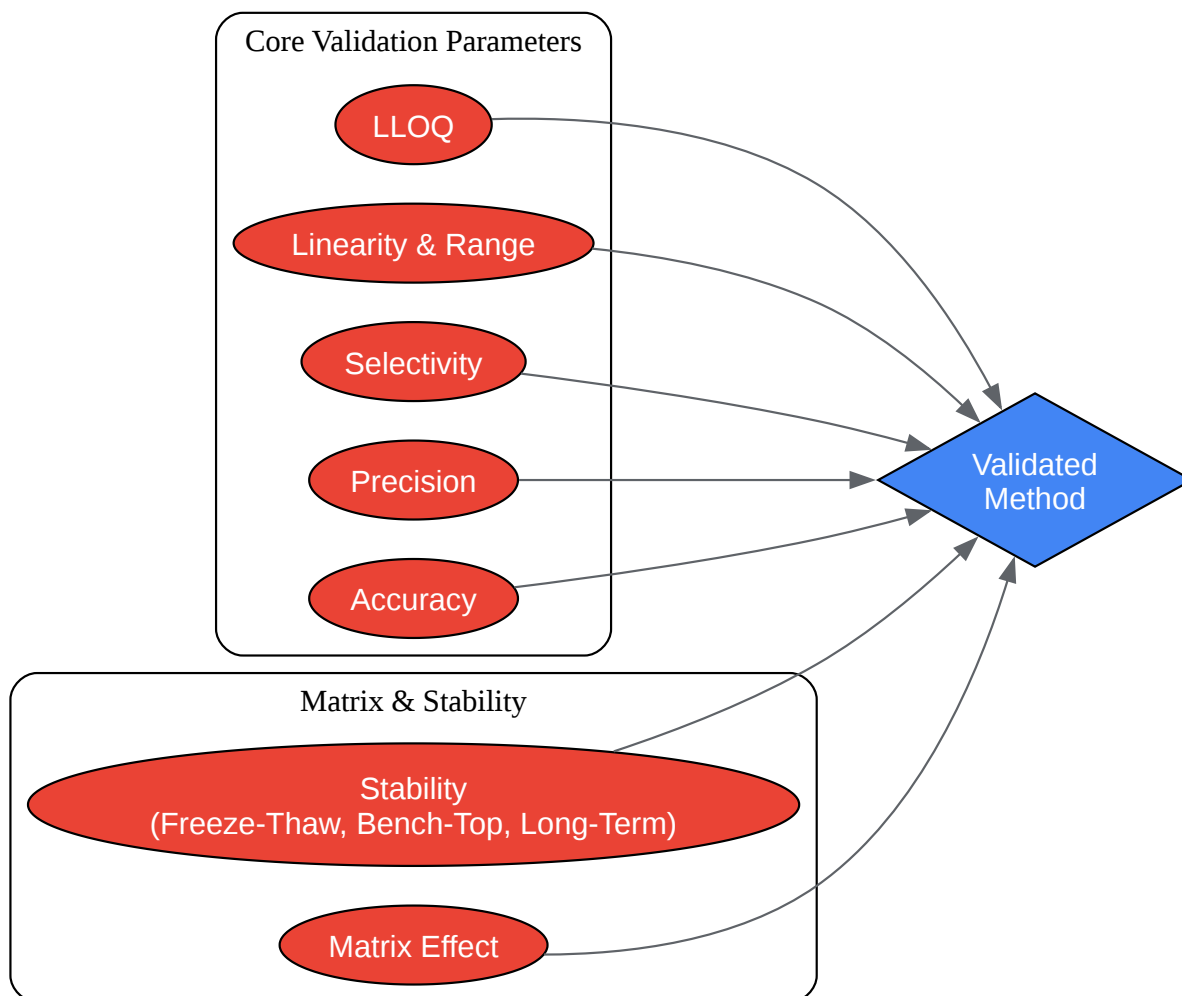 Core Validation Parameters
LLOQ
Linearity & Range
Selectivity
Precision
Accuracy
Validated
Method
Matrix & Stability
Stability
(Freeze-Thaw, Bench-Top, Long-Term)
Matrix Effect